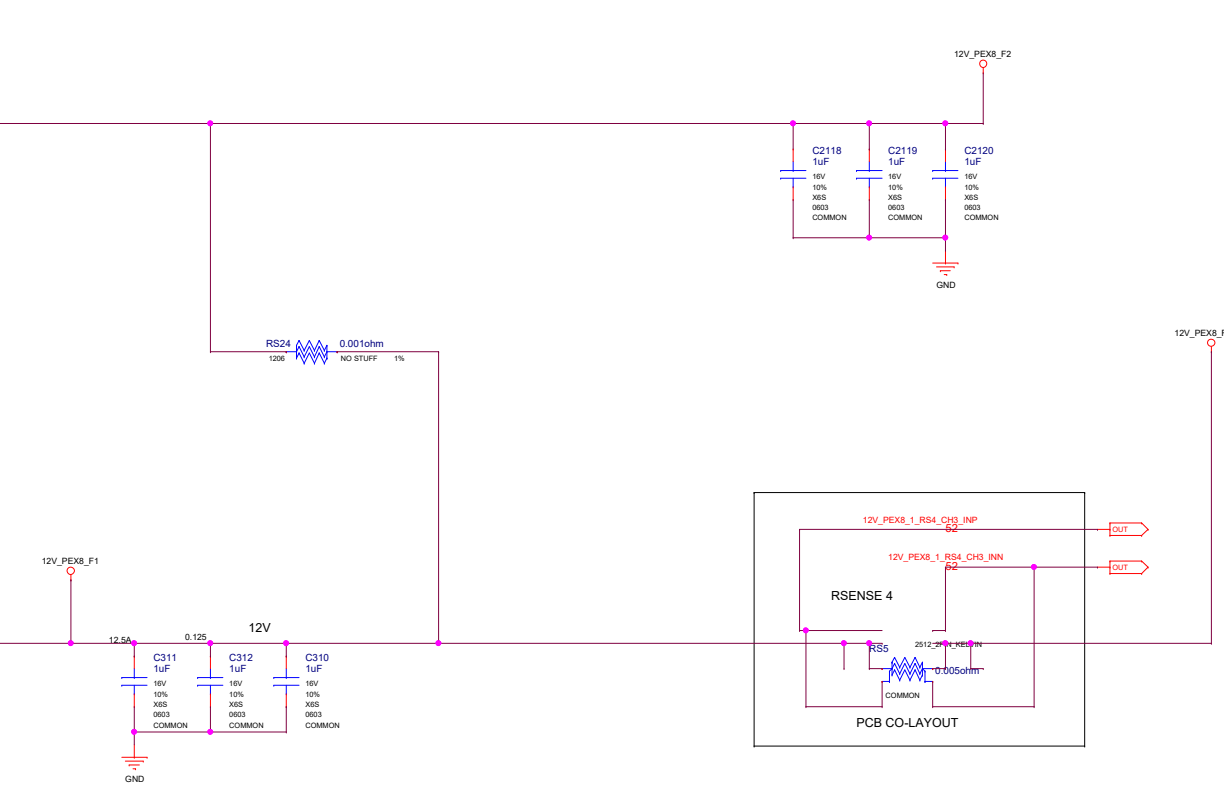 12V_PEX8_F2
C2118
1uF
16V
10%
X6S
0603
COMMON
C2119
1uF
16V
10%
X6S
0603
COMMON
C2120
1uF
16V
10%
X6S
0603
COMMON
GND
12V_PEX8_F
RS24
0.001ohm
1206
NO STUFF
1%
12V_PEX8_1_RS4_CH3_INP
52
OUT
12V_PEX8_1_RS4_CH3_INN
52
OUT
12V_PEX8_F1
RSENSE 4
12V
12.5A
0.125
RS5
2512_2PIN_KELVIN
0.005ohm
COMMON
PCB CO-LAYOUT
C311
1uF
16V
10%
X6S
0603
COMMON
C312
1uF
16V
10%
X6S
0603
COMMON
C310
1uF
16V
10%
X6S
0603
COMMON
GND